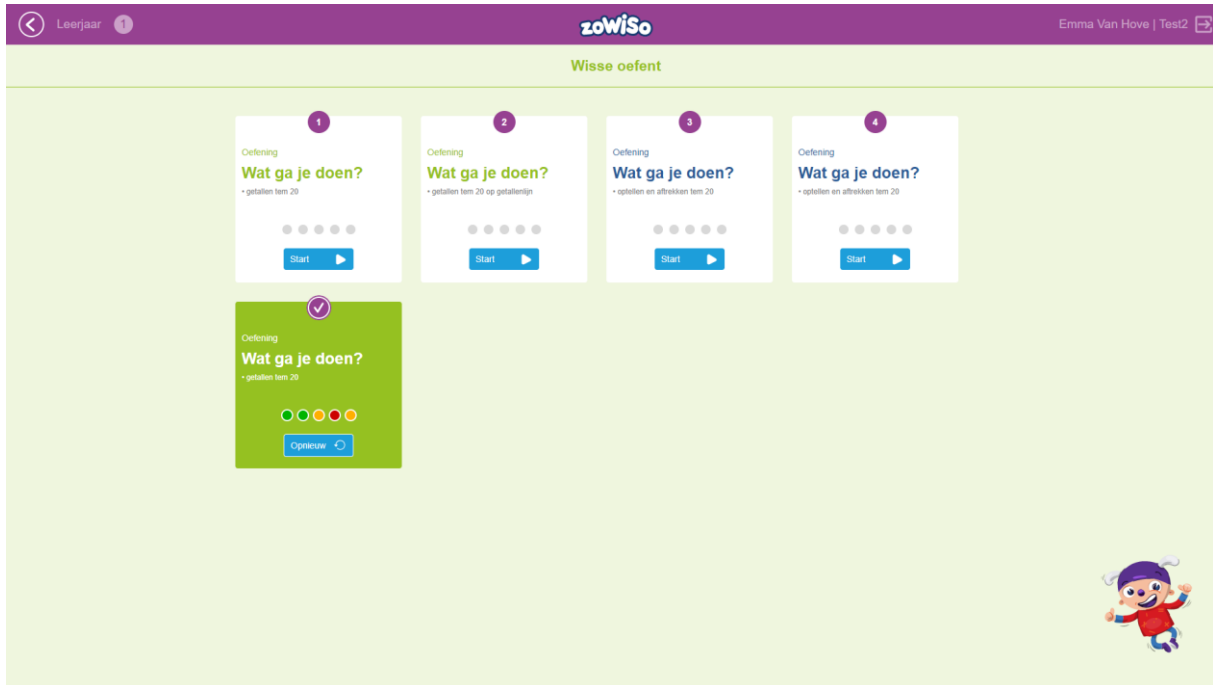 Leerjaar 1
zoWiSo
Emma Van Hove | Test2
Wisse oefent
1
Oefening
Wat ga je doen?
• getallen tem 20
Start
2
Oefening
Wat ga je doen?
• getallen tem 20 op getallenlijn
Start
3
Oefening
Wat ga je doen?
• optellen en aftrekken tem 20
Start
4
Oefening
Wat ga je doen?
• optellen en aftrekken tem 20
Start
Oefening
Wat ga je doen?
• getallen tem 20
Opnieuw